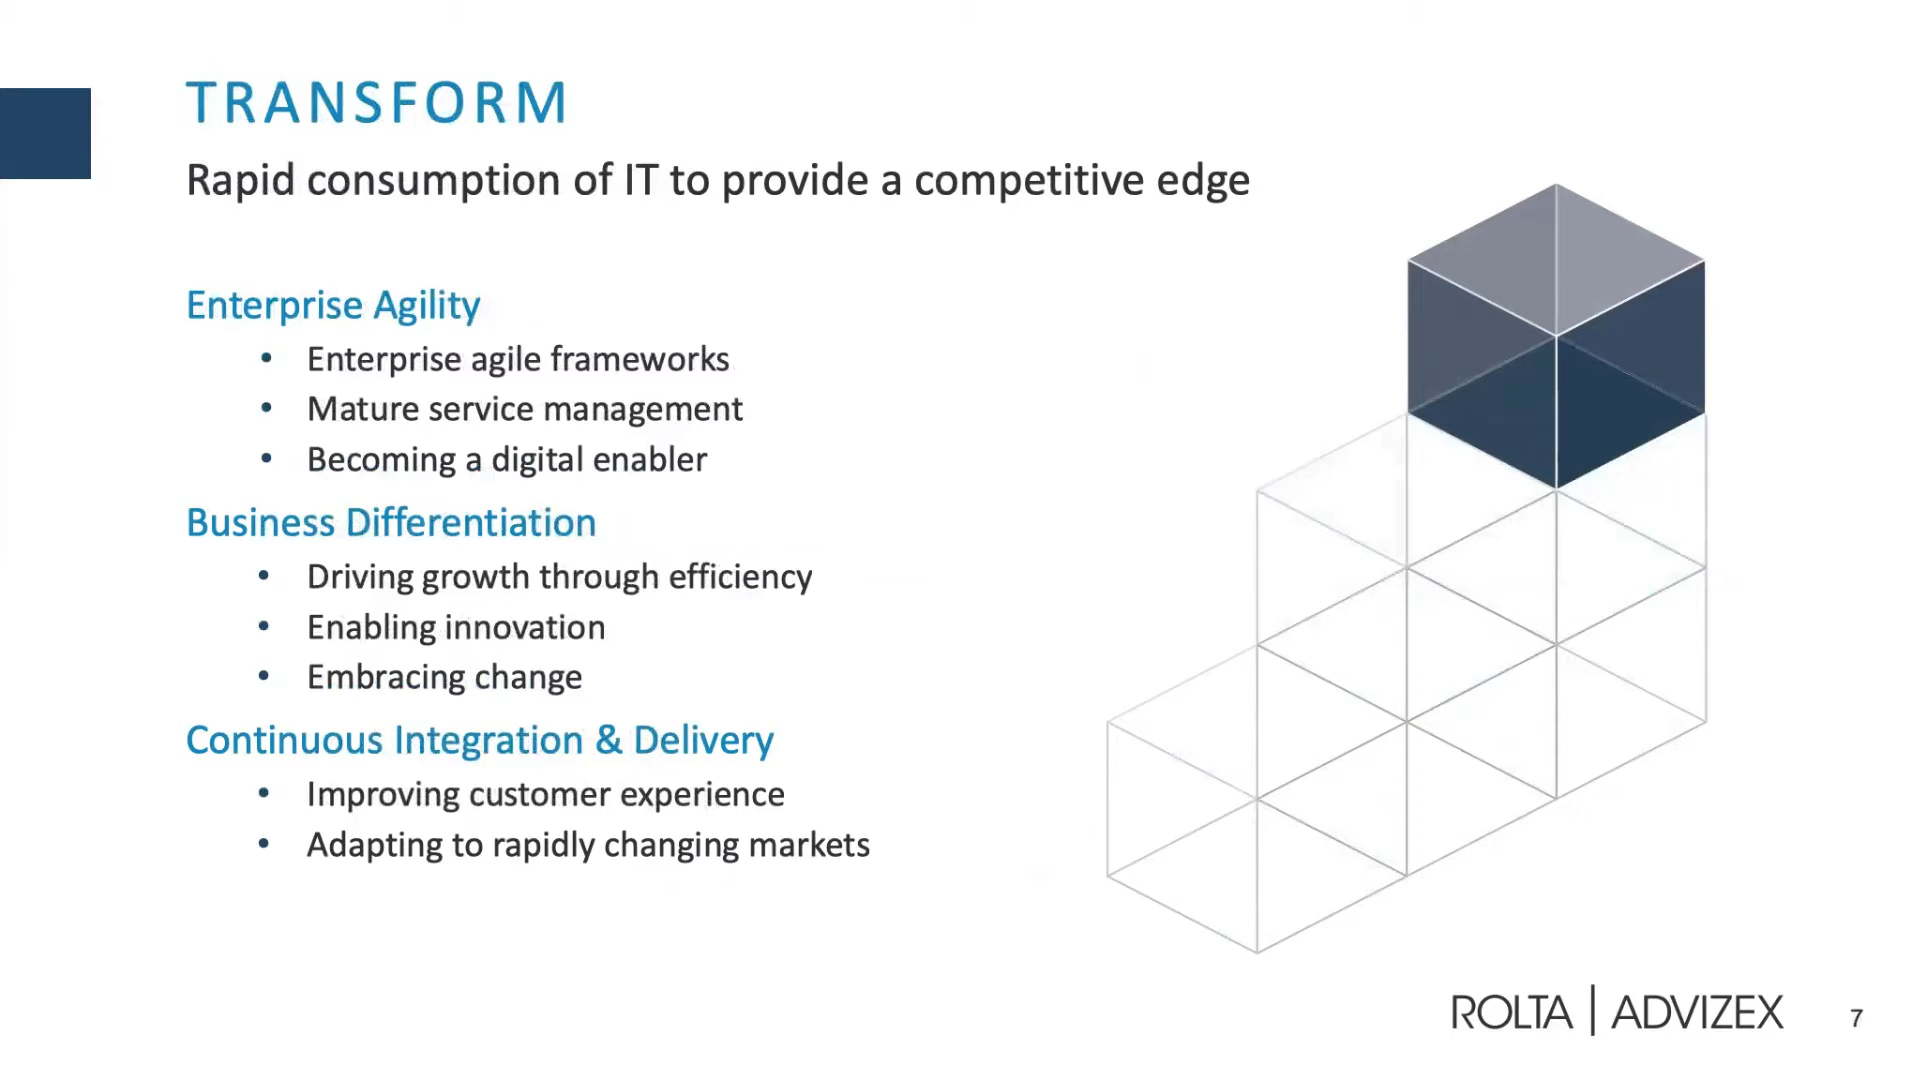 TRANSFORM
Rapid consumption of IT to provide a competitive edge
Enterprise Agility
• Enterprise agile frameworks
• Mature service management
• Becoming a digital enabler
Business Differentiation
• Driving growth through efficiency
• Enabling innovation
• Embracing change
Continuous Integration & Delivery
• Improving customer experience
• Adapting to rapidly changing markets
ROLTA | ADVIZEX
7